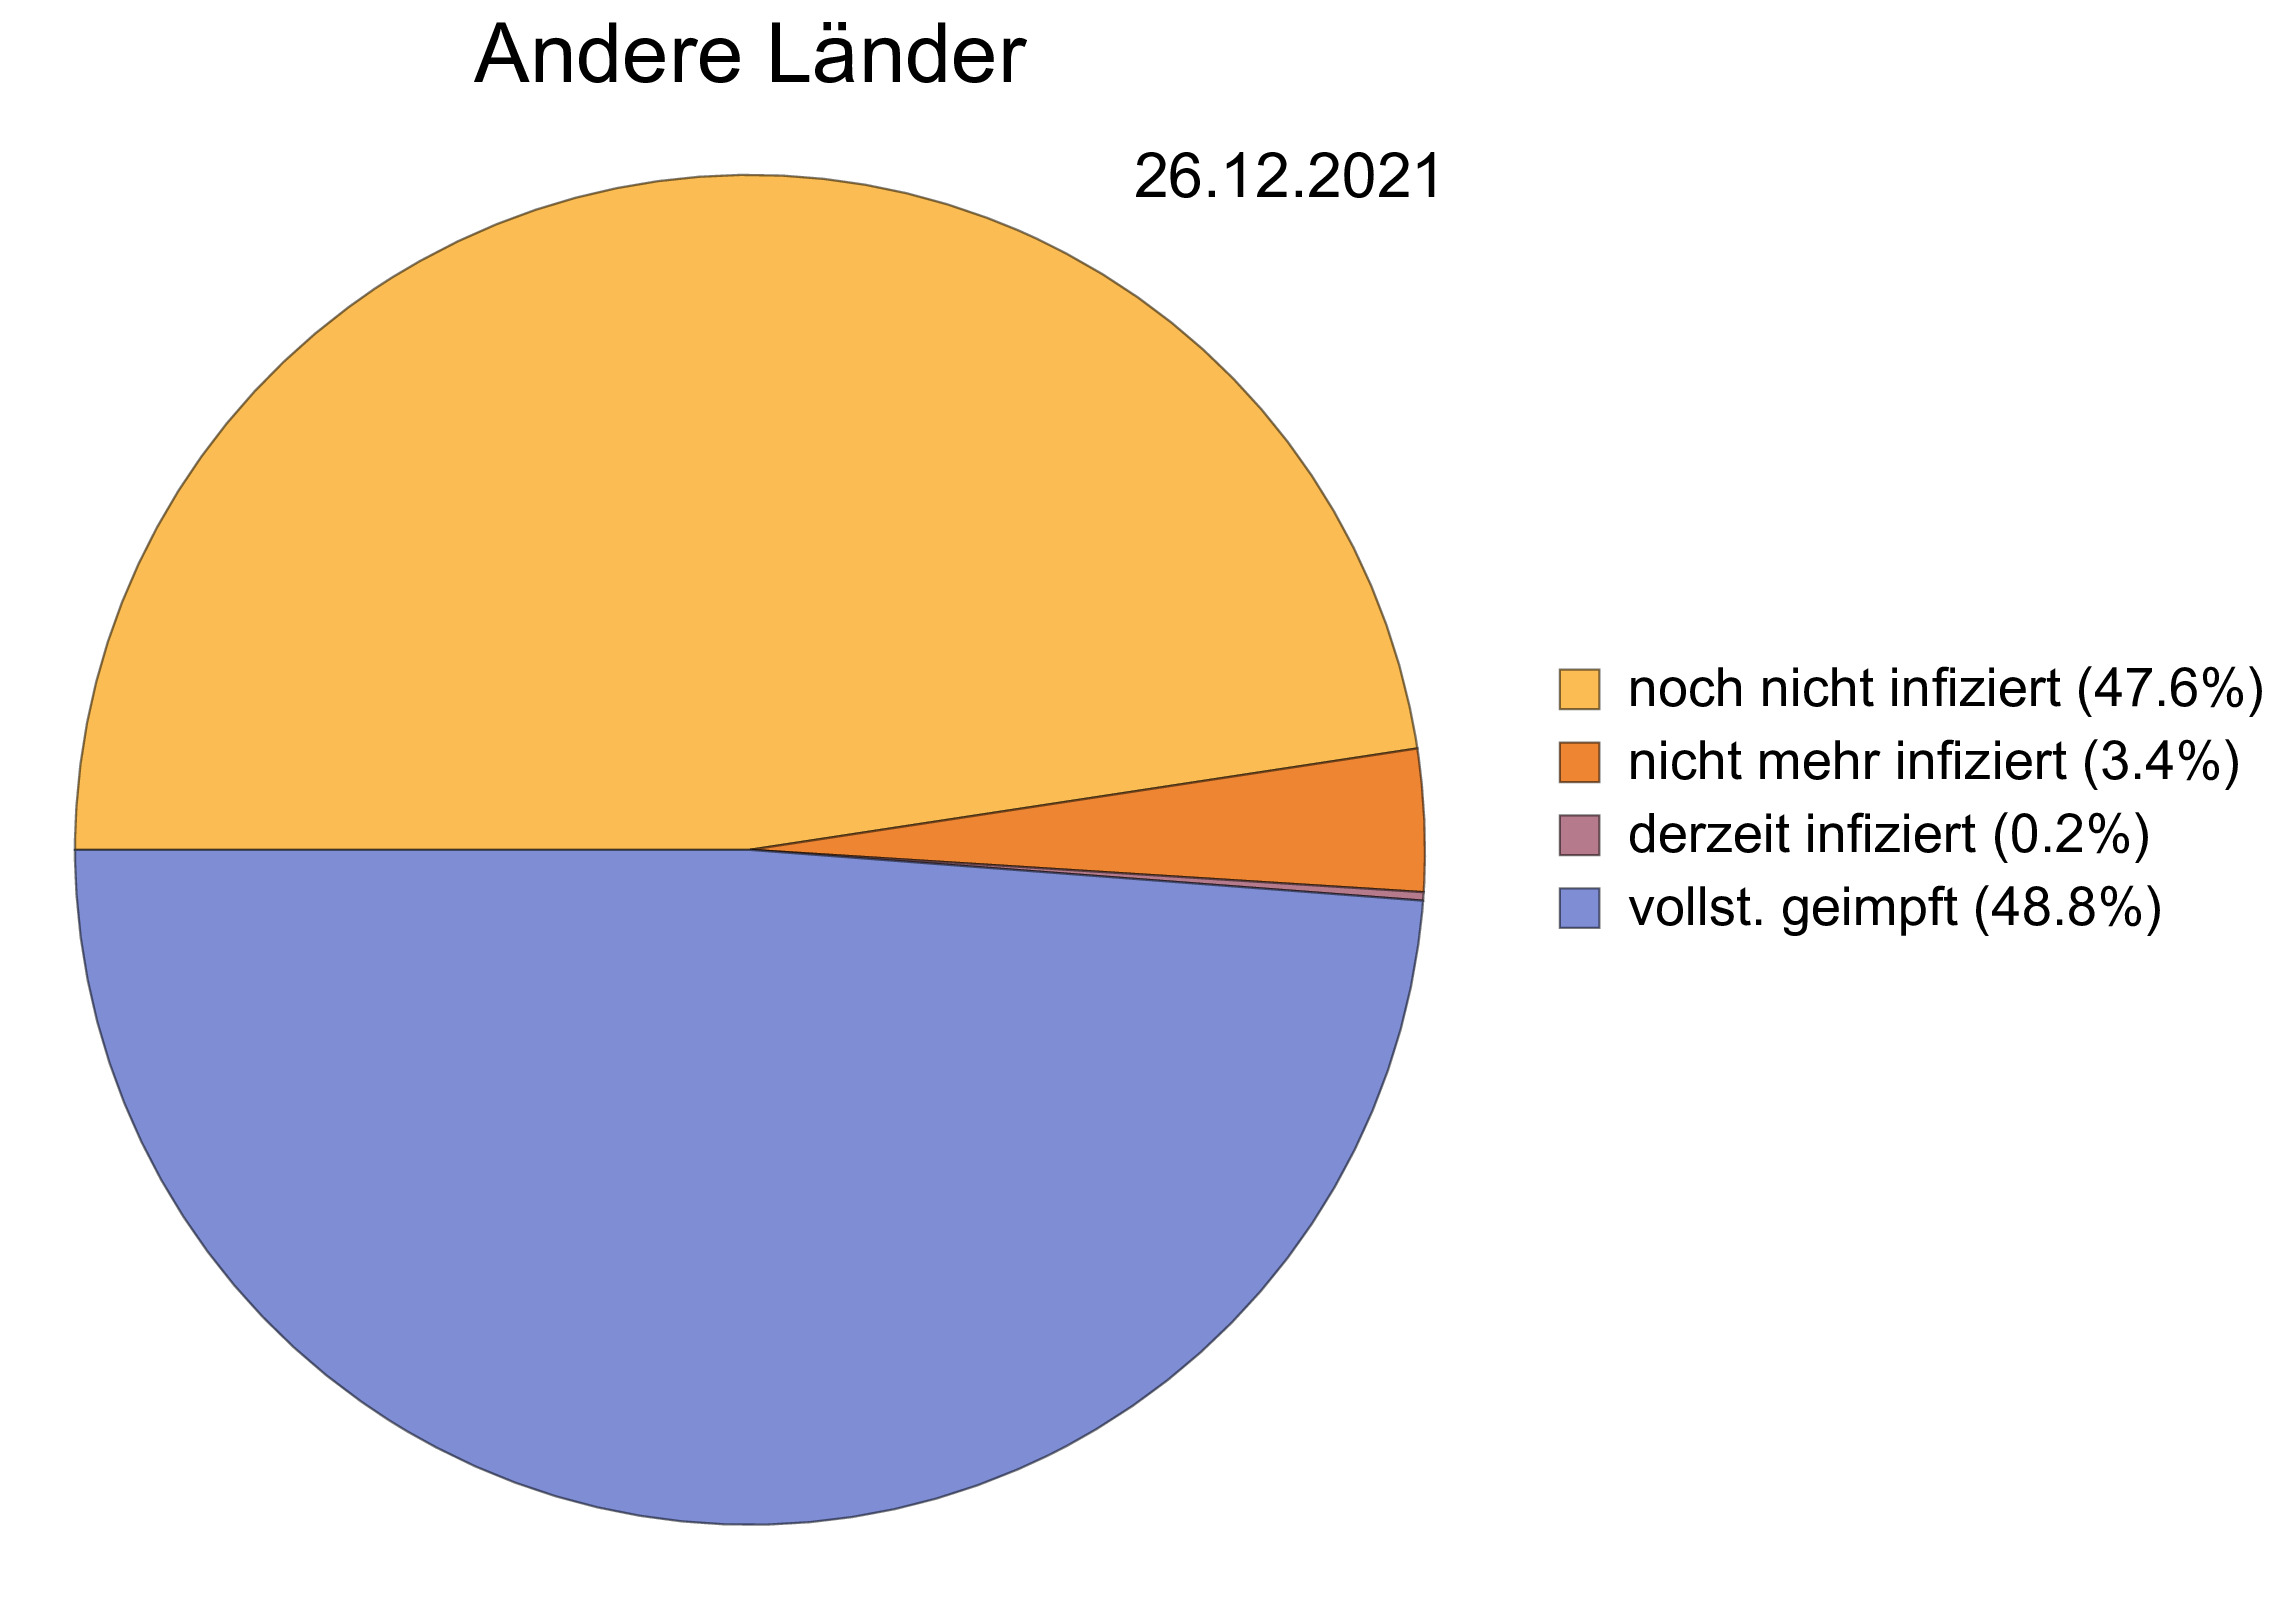 Andere Länder
26.12.2021
noch nicht infiziert (47.6%)
nicht mehr infiziert (3.4%)
derzeit infiziert (0.2%)
vollst. geimpft (48.8%)